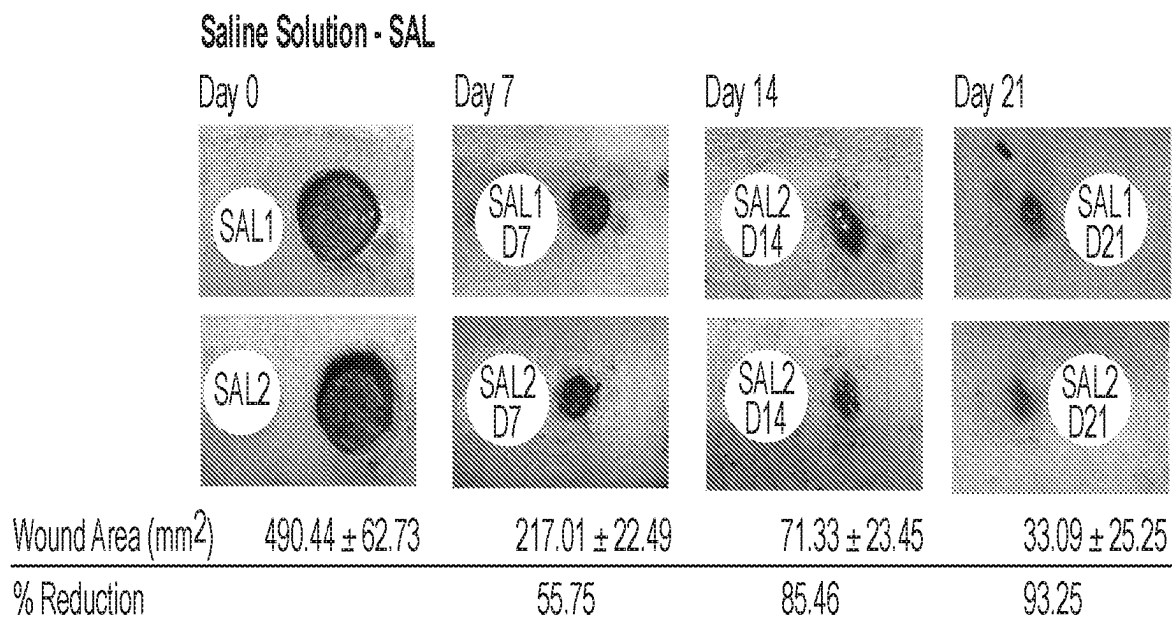 Saline Solution - SAL
Day 0 Day 7 Day 14 Day 21
SAL1
SAL1
D7
SAL2
D14
SAL1
D21
SAL2
SAL2
D7
SAL2
D14
SAL2
D21
Wound Area (mm2) 490.44 ± 62.73 217.01 ± 22.49 71.33 ± 23.45 33.09 ± 25.25
% Reduction 55.75 85.46 93.25